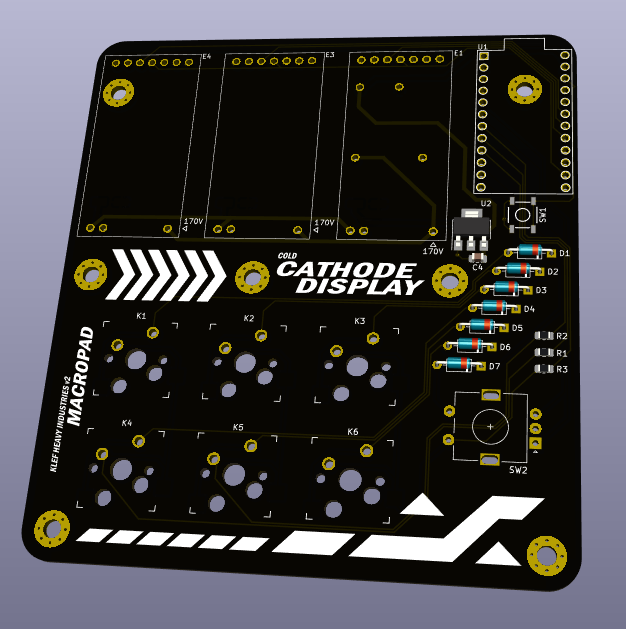 E4
E3
E1
U1
170V
170V
170V
U2
SW1
C4
D1
D2
D3
D4
D5
D6
D7
COLD
CATHODE
DISPLAY
K1
K2
K3
R2
R1
R3
KLEF HEAVY INDUSTRIES v2
MACROPAD
K4
K5
K6
SW2